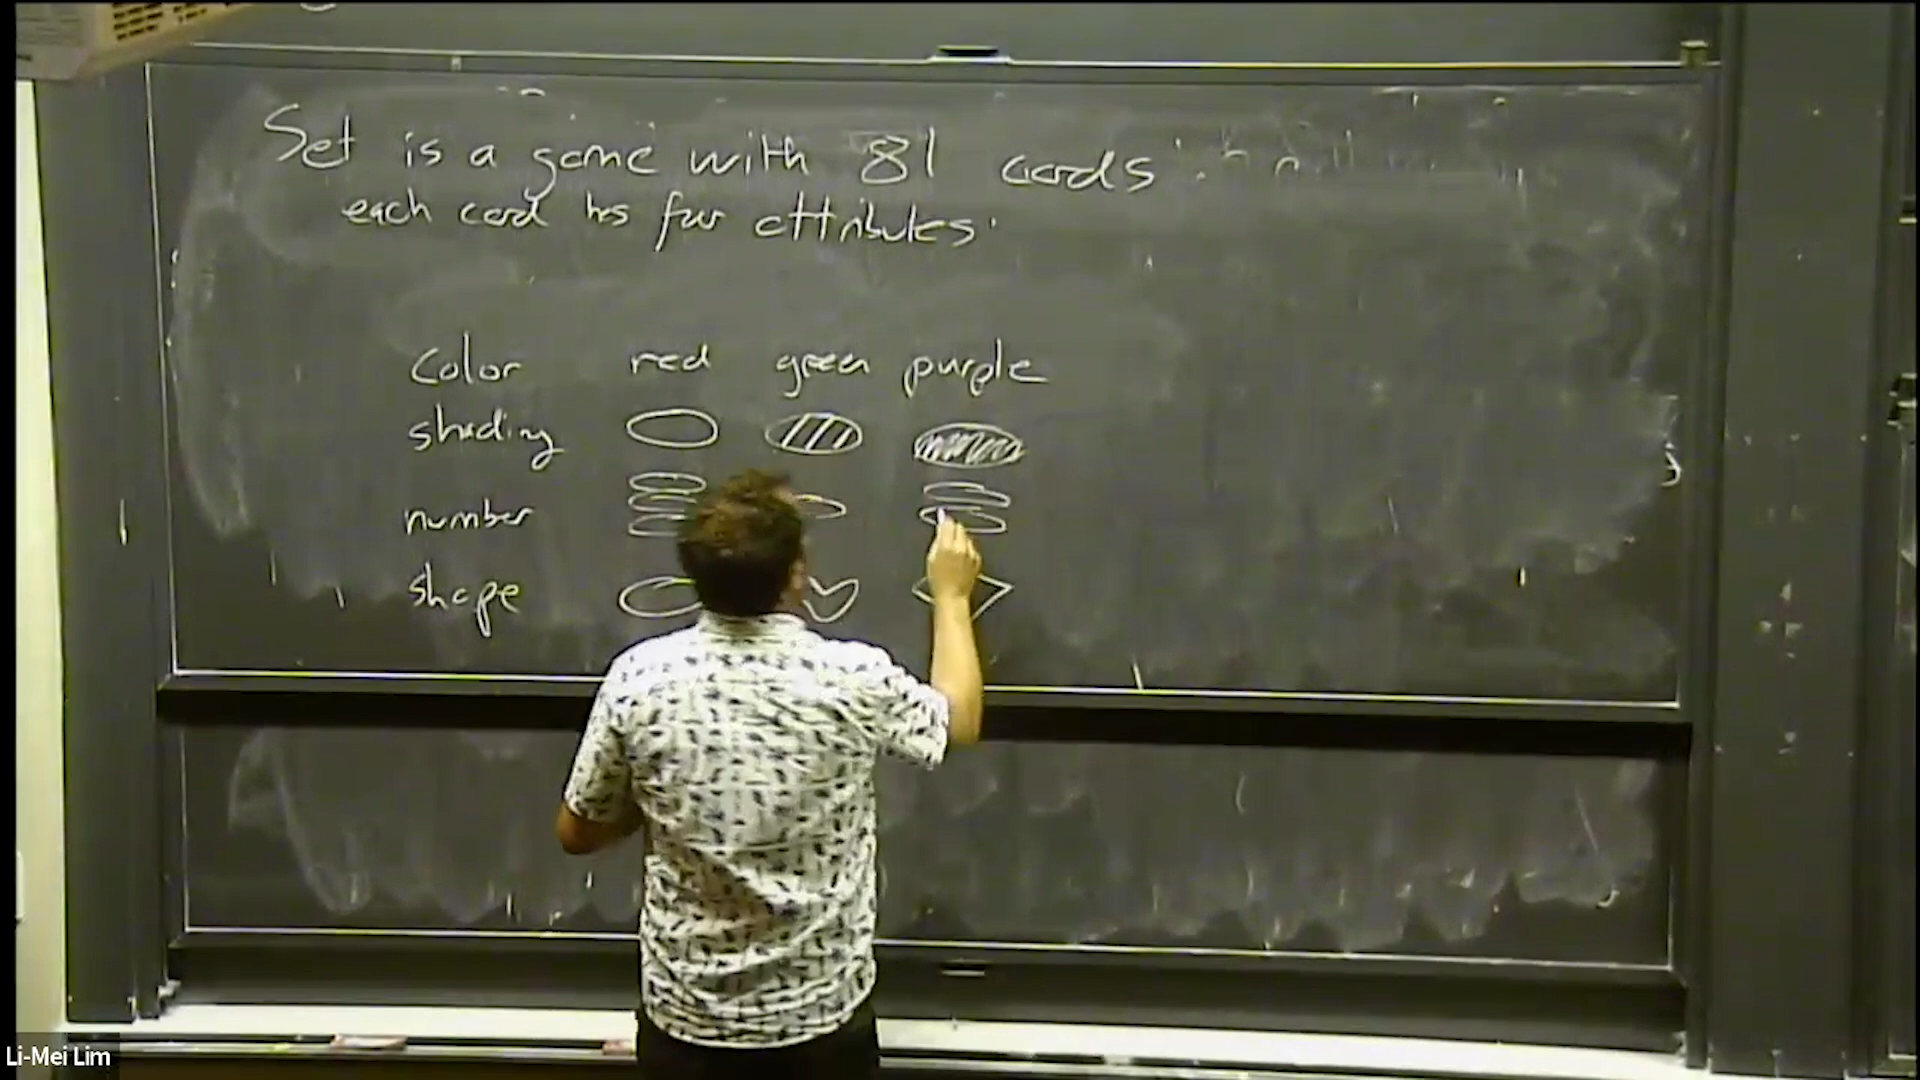 Set is a game with 81 cards:
each card has four attributes.
color red green purple
shading
number
shape
Li-Mei Lim